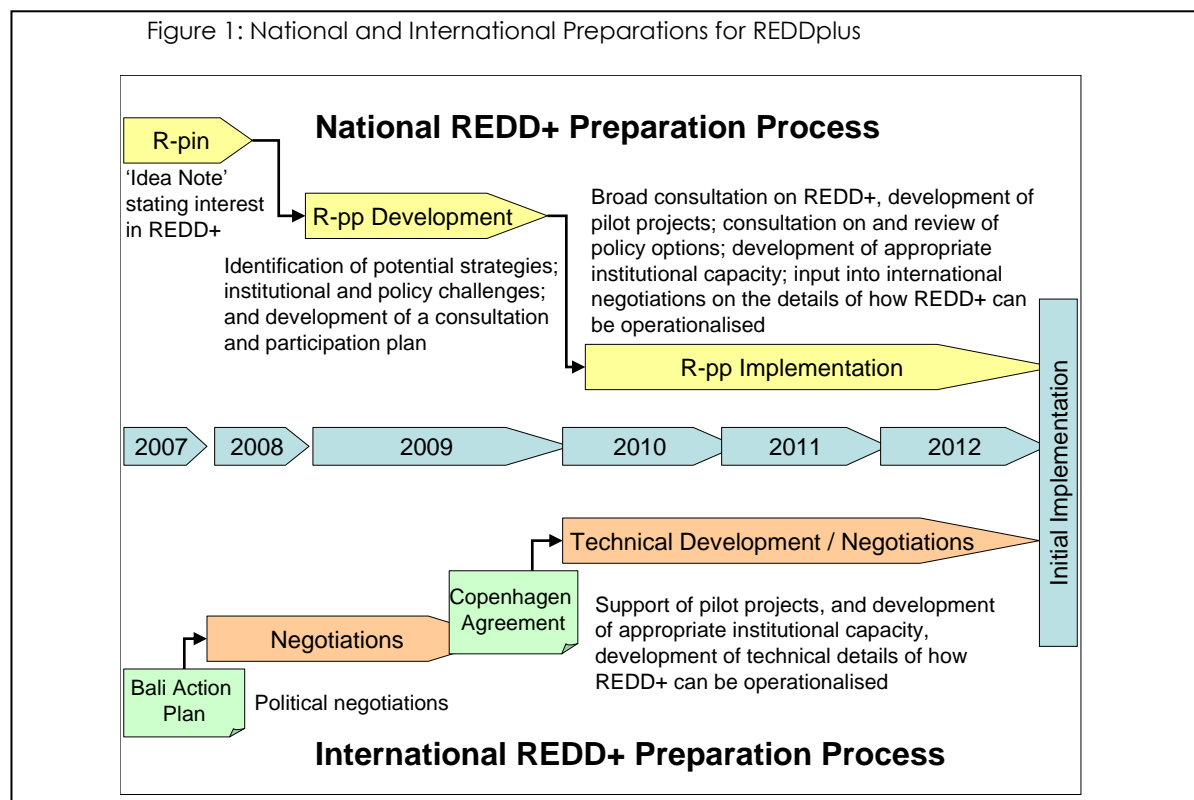 Figure 1: National and International Preparations for REDDplus
National REDD+ Preparation Process
R-pin
‘Idea Note’
stating interest
in REDD+
R-pp Development
Identification of potential strategies;
institutional and policy challenges;
and development of a consultation
and participation plan
Broad consultation on REDD+, development of
pilot projects; consultation on and review of
policy options; development of appropriate
institutional capacity; input into international
negotiations on the details of how REDD+ can
be operationalised
R-pp Implementation
2007
2008
2009
2010
2011
2012
Initial Implementation
Technical Development / Negotiations
Copenhagen
Agreement
Negotiations
Bali Action
Plan
Political negotiations
Support of pilot projects, and development
of appropriate institutional capacity,
development of technical details of how
REDD+ can be operationalised
International REDD+ Preparation Process